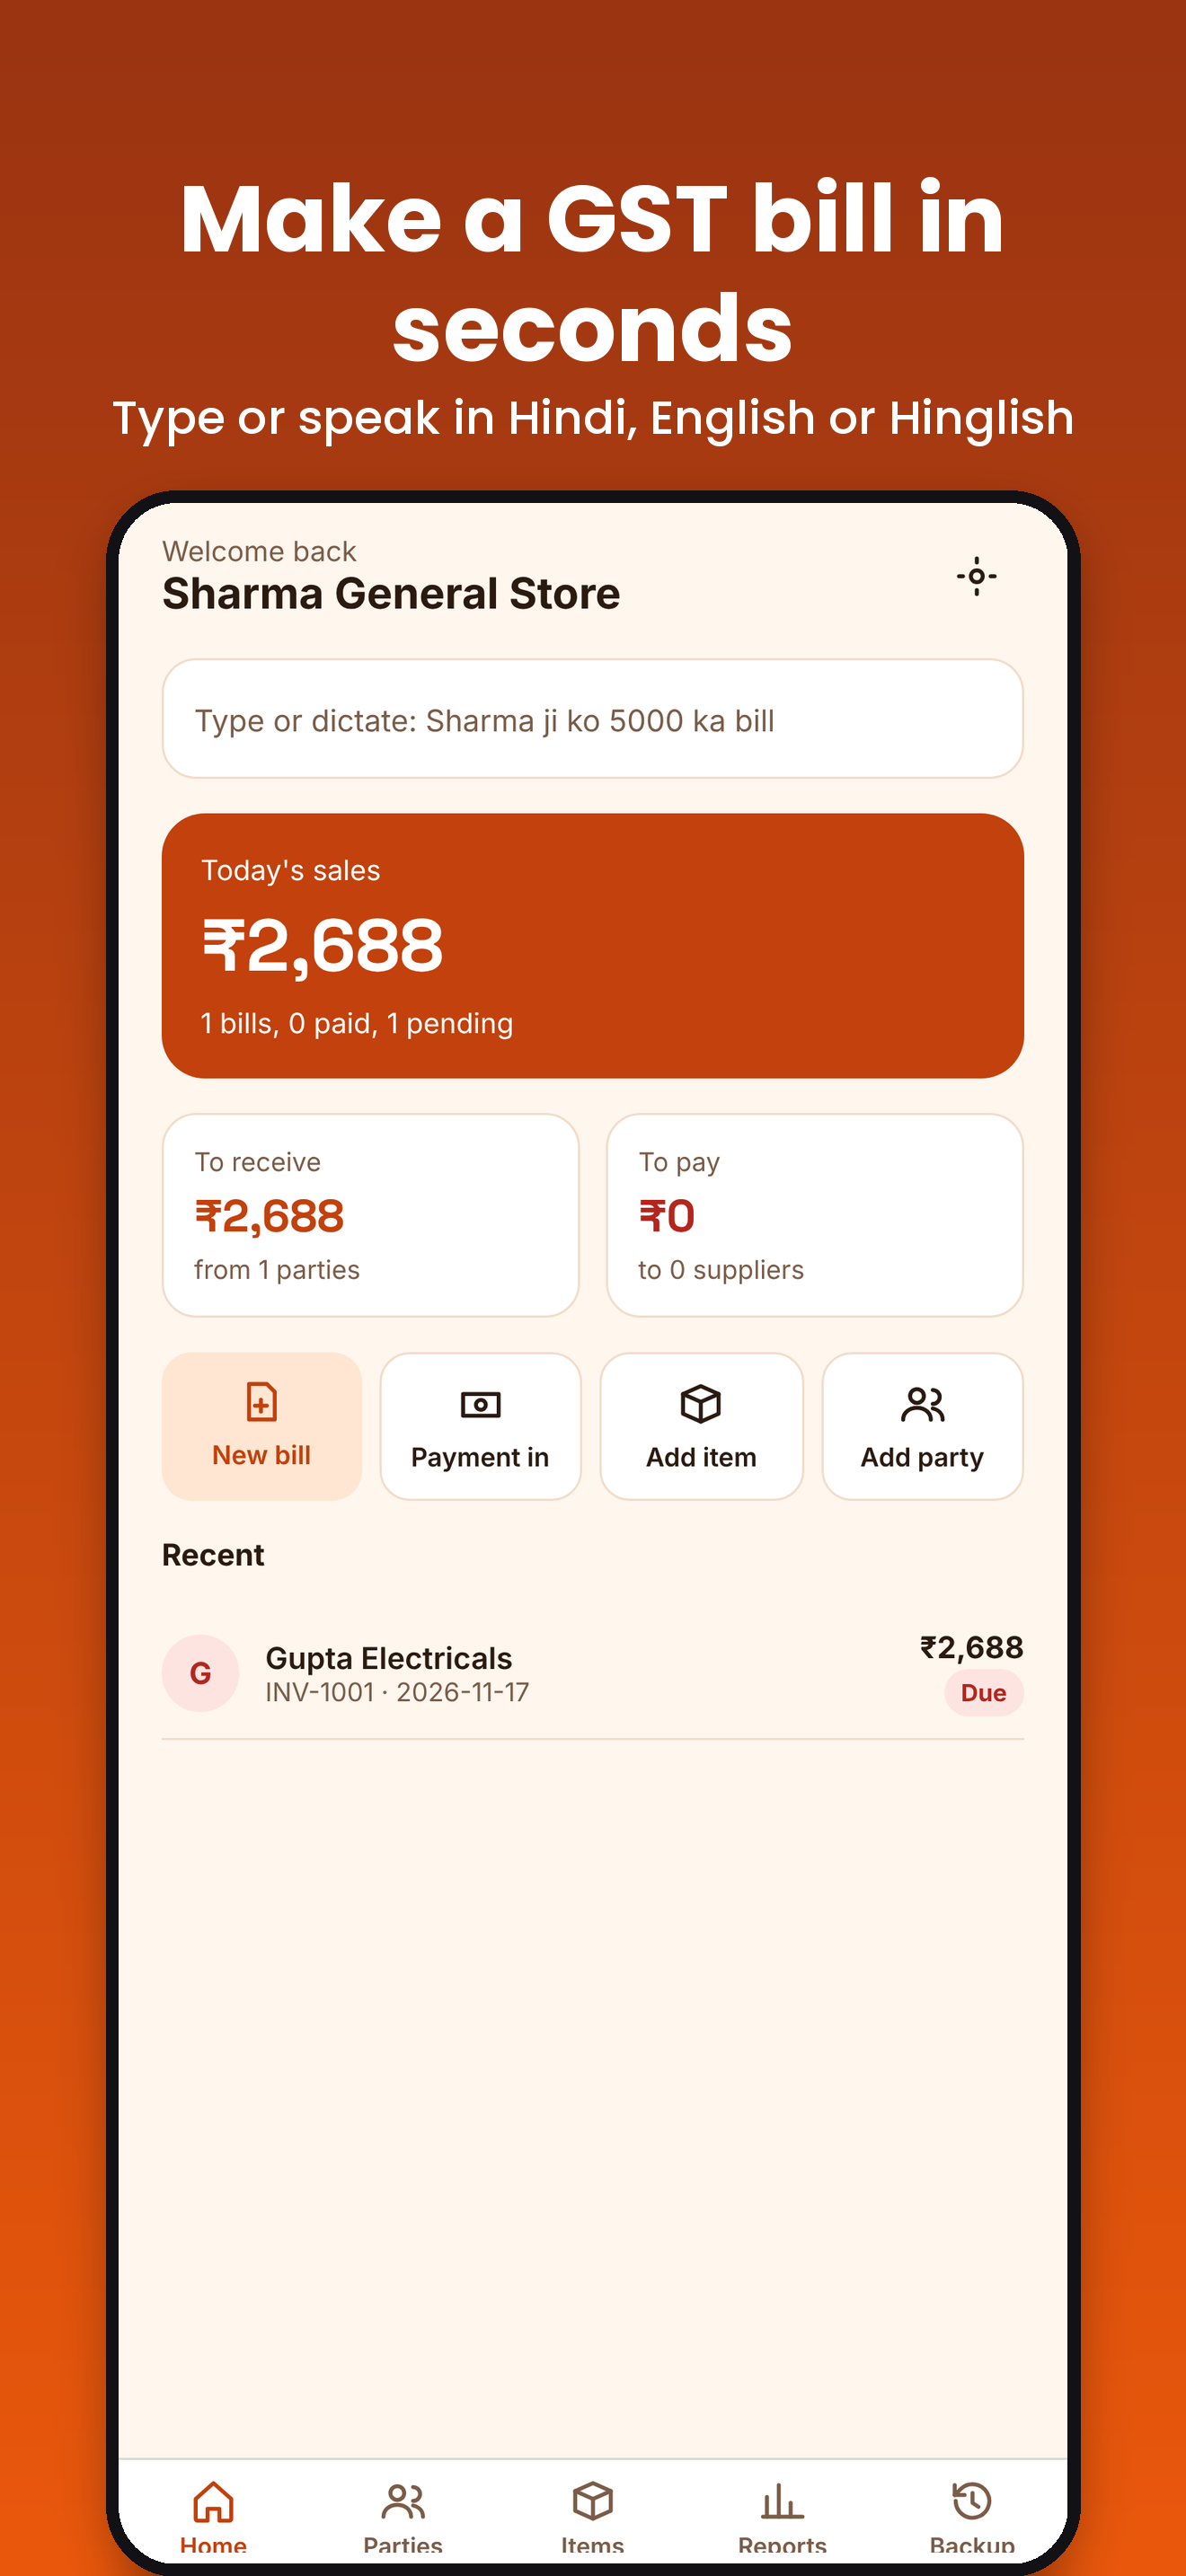 Make a GST bill in
seconds
Type or speak in Hindi, English or Hinglish
Welcome back
Sharma General Store
Type or dictate: Sharma ji ko 5000 ka bill
Today's sales
₹2,688
1 bills, 0 paid, 1 pending
To receive
₹2,688
from 1 parties
To pay
₹0
to 0 suppliers
New bill
Payment in
Add item
Add party
Recent
G
Gupta Electricals
INV-1001 · 2026-11-17
₹2,688
Due
Home
Parties
Items
Reports
Backup